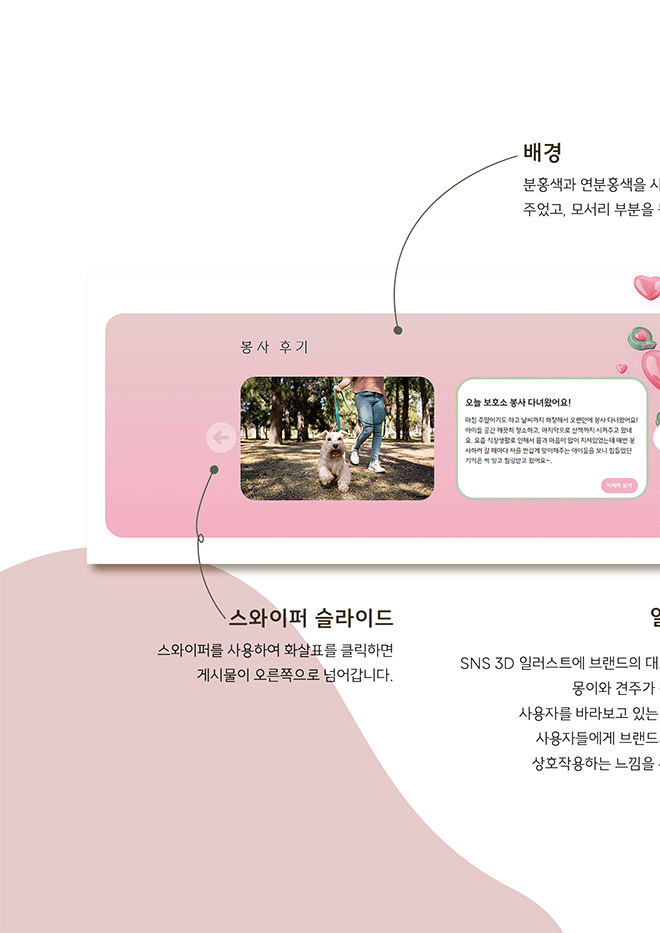 배경
분홍색과 연분홍색을
주었고, 모서리 부분을
봉사 후기
오늘 보호소 봉사 다녀왔어요!
마침 주말이기도 하고 날씨까지 화창해서 오랜만에 봉사 다녀왔어요!
아이들 공간 깨끗히 청소하고, 마지막으로 산책까지 시켜주고 왔네
요. 요즘 직장생활로 인해서 몸과 마음이 많이 지쳐있었는데 매번 봉
사하러 갈 때마다 저를 반갑게 맞이해주는 아이들을 보니 힘들었던
기억은 싹 잊고 힐링받고 왔어요~.
자세히 보기
스와이퍼 슬라이드
스와이퍼를 사용하여 화살표를 클릭하면
게시물이 오른쪽으로 넘어갑니다.
SNS 3D 일러스트에 브랜드의
몽이와 견주가
사용자를 바라보고 있는
사용자들에게
상호작용하는 느낌을